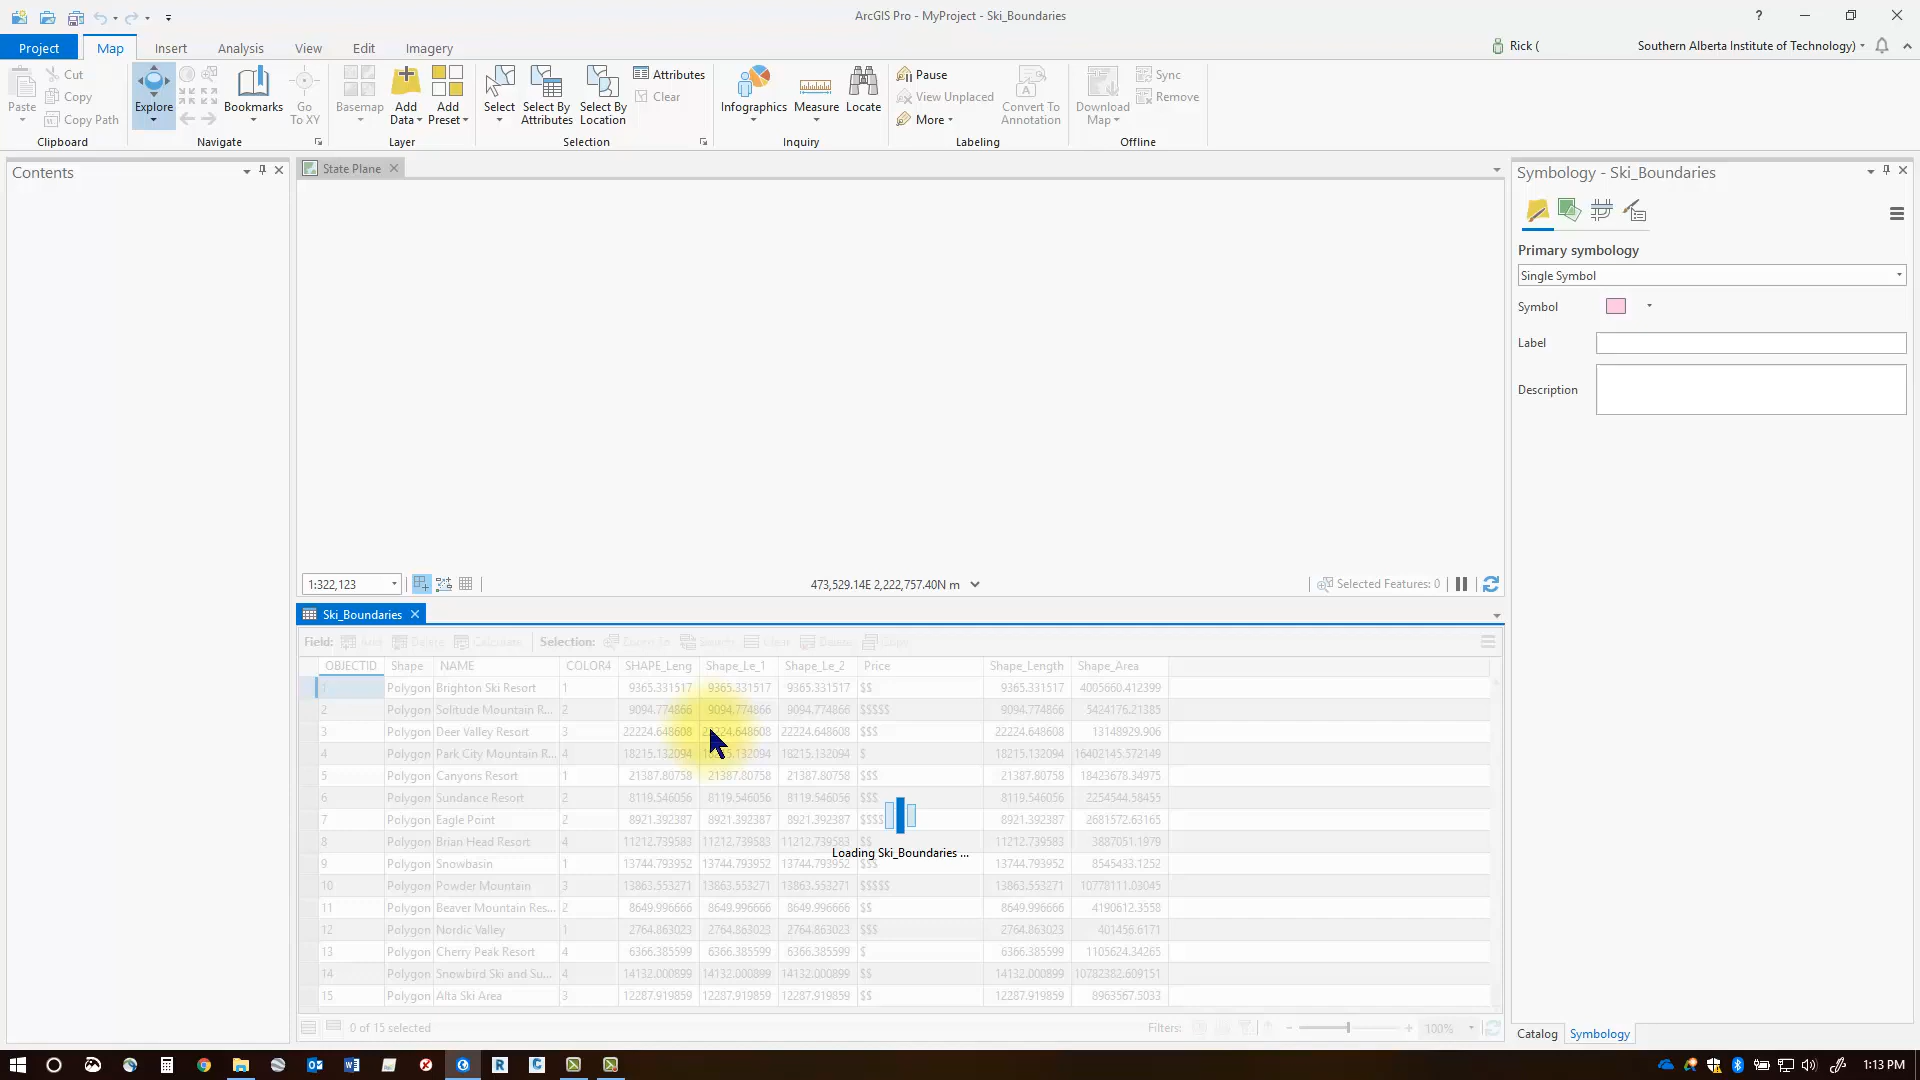 ArcGIS Pro - MyProject - Ski_Boundaries
?
Project Map Insert Analysis View Edit Imagery
Rick ( Southern Alberta Institute of Technology)
Paste Cut Copy Copy Path
Clipboard
Explore Bookmarks Go To XY
Navigate
Basemap Add Data Add Preset
Layer
Select Select By Attributes Select By Location Attributes Clear
Selection
Infographics Measure Locate
Inquiry
Pause View Unplaced More Convert To Annotation
Labeling
Download Map Sync Remove
Offline
Contents
State Plane
1:322,123
473,529.14E 2,222,757.40N m
Selected Features: 0
Ski_Boundaries
Field: Add Delete Calculate Selection: Zoom To Switch Clear Delete Copy
OBJECTID Shape NAME COLOR4 SHAPE_Leng Shape_Le_1 Shape_Le_2 Price Shape_Length Shape_Area
1 Polygon Brighton Ski Resort 1 9365.331517 9365.331517 9365.331517 $$ 9365.331517 4005660.412399
2 Polygon Solitude Mountain R... 2 9094.774866 9094.774866 9094.774866 $$$$$ 9094.774866 5424176.21385
3 Polygon Deer Valley Resort 3 22224.648608 22224.648608 22224.648608 $$$ 22224.648608 13148929.906
4 Polygon Park City Mountain R... 4 18215.132094 18215.132094 18215.132094 $ 18215.132094 16402145.572149
5 Polygon Canyons Resort 1 21387.80758 21387.80758 21387.80758 $$$ 21387.80758 18423678.34975
6 Polygon Sundance Resort 2 8119.546056 8119.546056 8119.546056 $$$ 8119.546056 2254544.58455
7 Polygon Eagle Point 2 8921.392387 8921.392387 8921.392387 $$$$ 8921.392387 2681572.63165
8 Polygon Brian Head Resort 4 11212.739583 11212.739583 11212.739583 $$ 11212.739583 3887051.1979
9 Polygon Snowbasin 1 13744.793952 13744.793952 13744.793952 $$$ 13744.793952 8545433.1252
10 Polygon Powder Mountain 3 13863.553271 13863.553271 13863.553271 $$$$$ 13863.553271 10778111.03045
11 Polygon Beaver Mountain Res... 2 8649.996666 8649.996666 8649.996666 $$ 8649.996666 4190612.3558
12 Polygon Nordic Valley 1 2764.863023 2764.863023 2764.863023 $$$ 2764.863023 401456.6171
13 Polygon Cherry Peak Resort 4 6366.385599 6366.385599 6366.385599 $ 6366.385599 1105624.34265
14 Polygon Snowbird Ski and Su... 4 14132.000899 14132.000899 14132.000899 $$ 14132.000899 10782382.609151
15 Polygon Alta Ski Area 3 12287.919859 12287.919859 12287.919859 $$ 12287.919859 8963567.5033
Loading Ski_Boundaries ...
0 of 15 selected
Filters: - + 100%
Symbology - Ski_Boundaries
Primary symbology
Single Symbol
Symbol
Label
Description
Catalog Symbology
1:13 PM